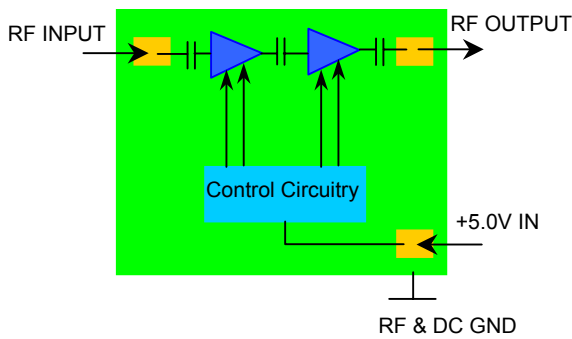 RF INPUT
RF OUTPUT
Control Circuitry
+5.0V IN
RF & DC GND